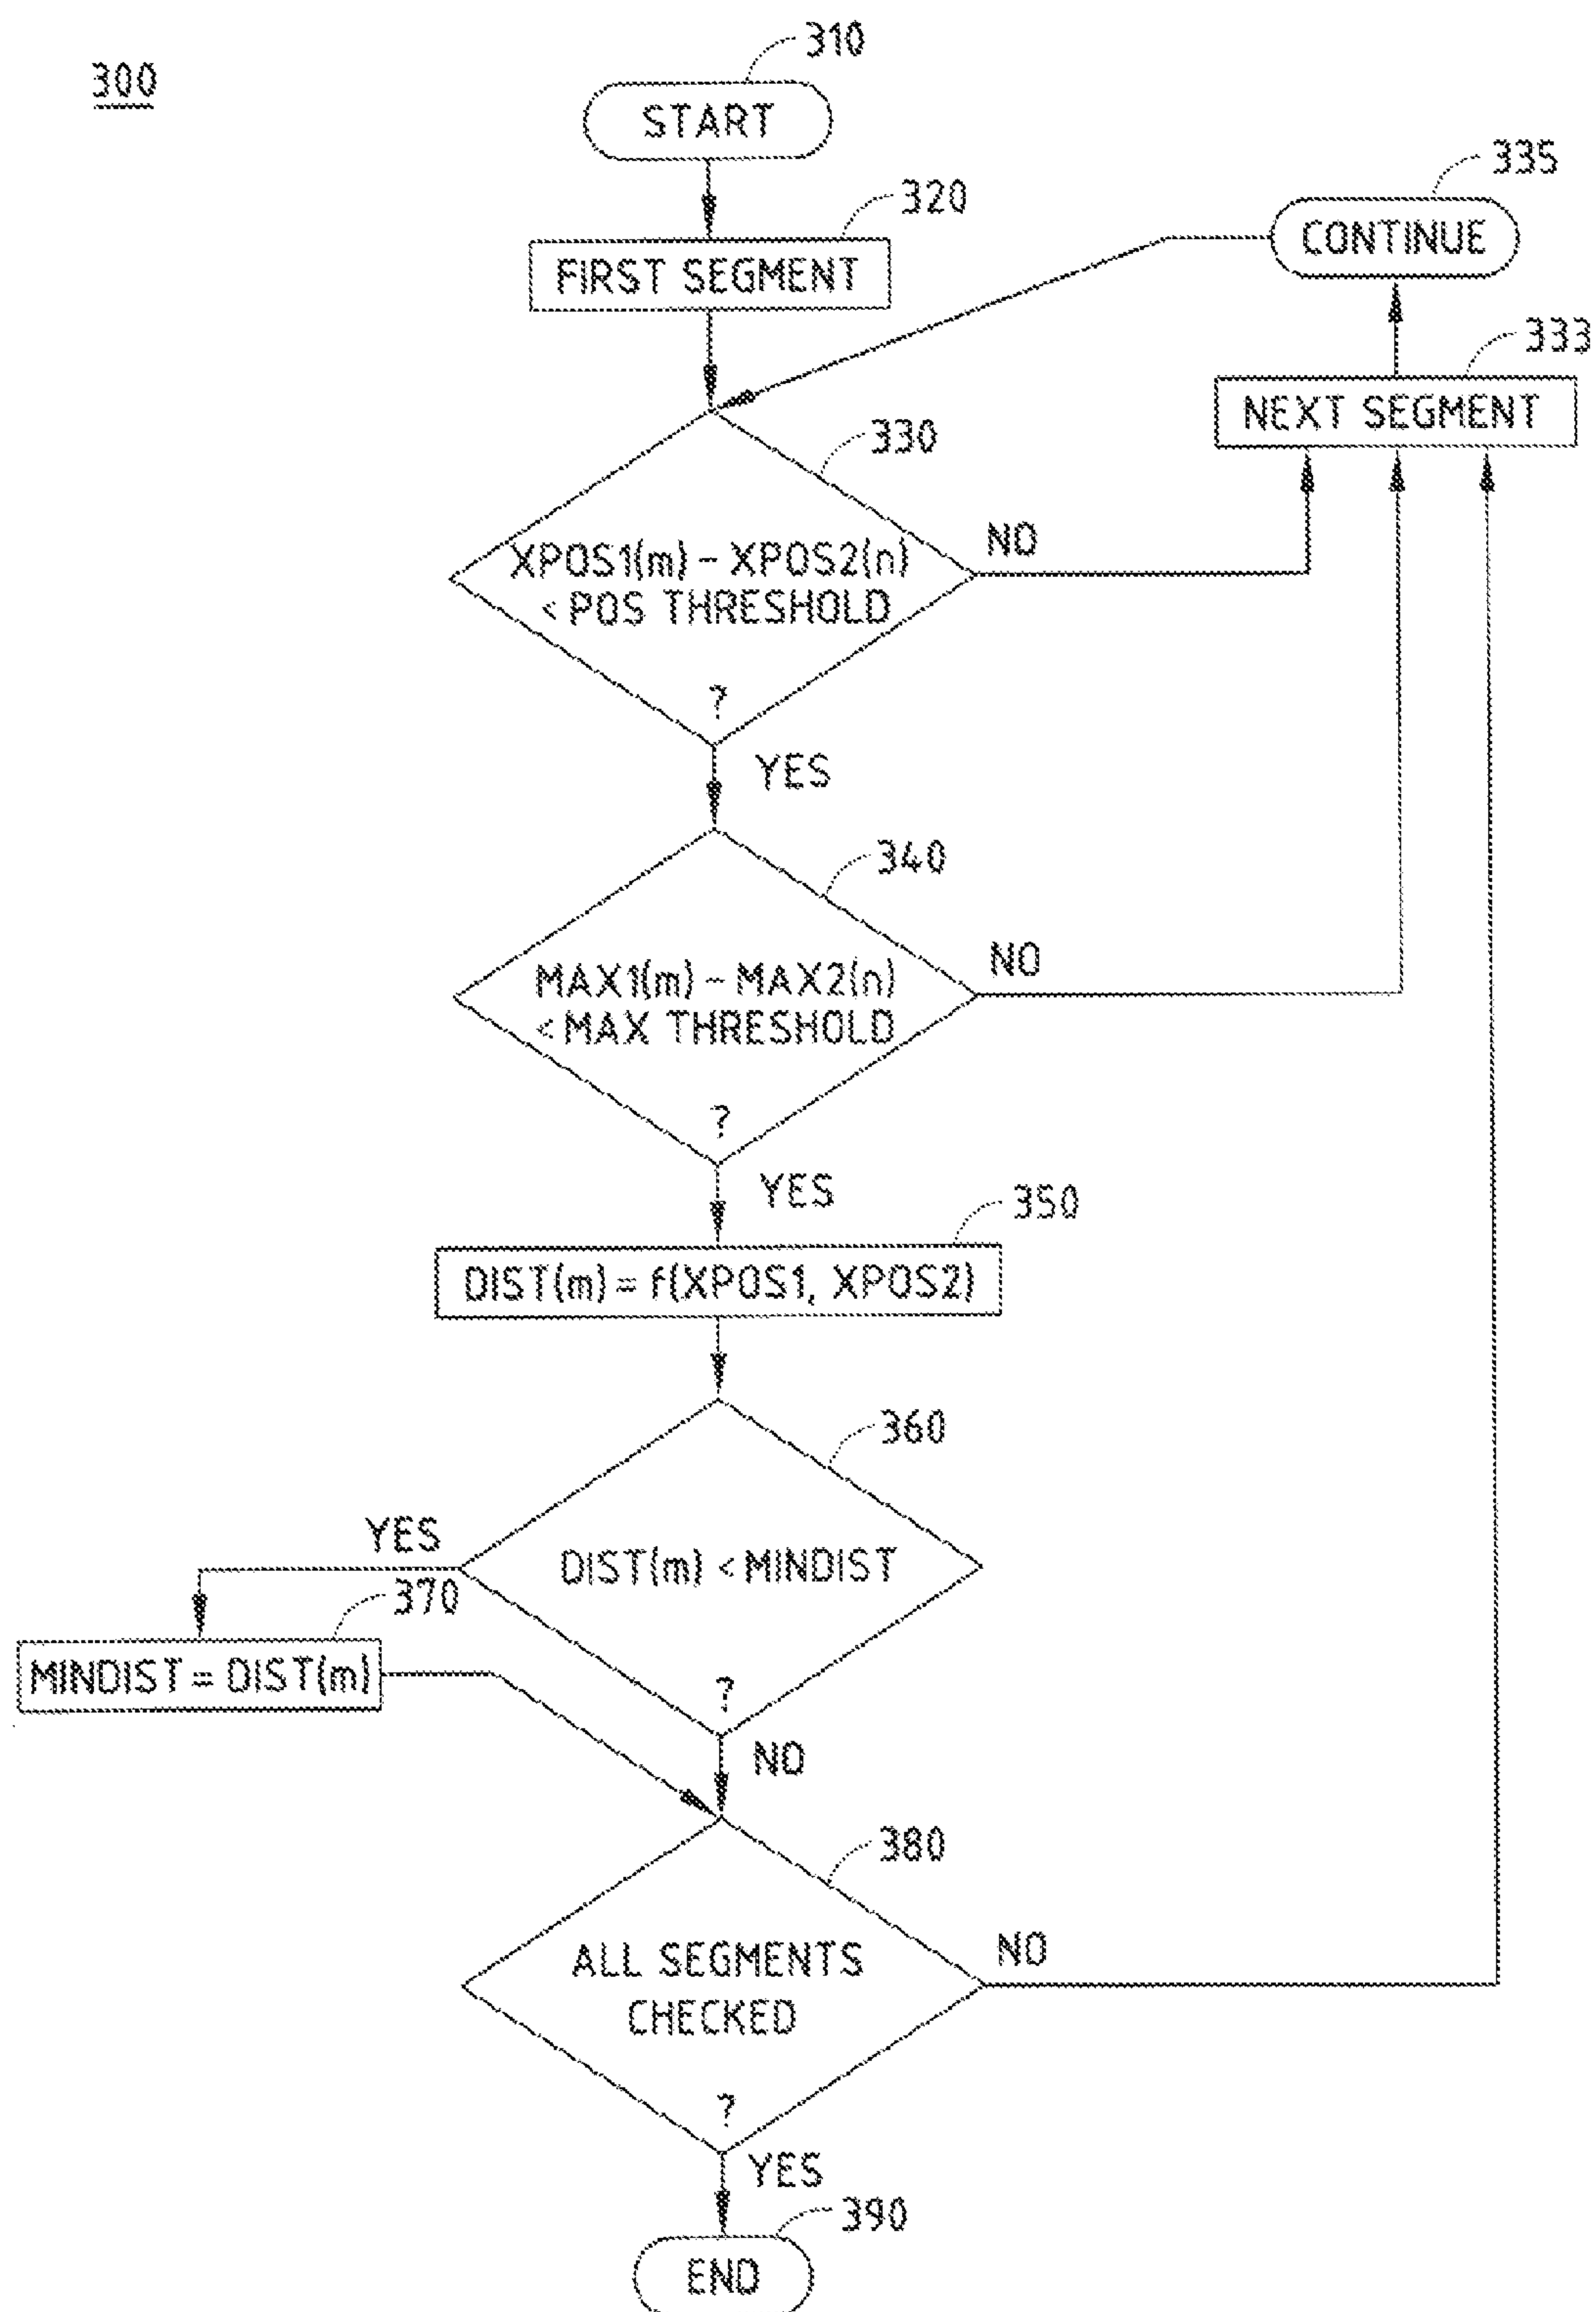 300
310
START
320
FIRST SEGMENT
335
CONTINUE
333
NEXT SEGMENT
330
XPOS1(m) - XPOS2(n)
< POS THRESHOLD
?
NO
YES
340
MAX1(m) - MAX2(n)
< MAX THRESHOLD
?
NO
YES
350
DIST(m) = f(XPOS1, XPOS2)
360
DIST(m) < MINDIST
?
YES
370
MINDIST = DIST(m)
NO
380
ALL SEGMENTS
CHECKED
?
NO
YES
390
END